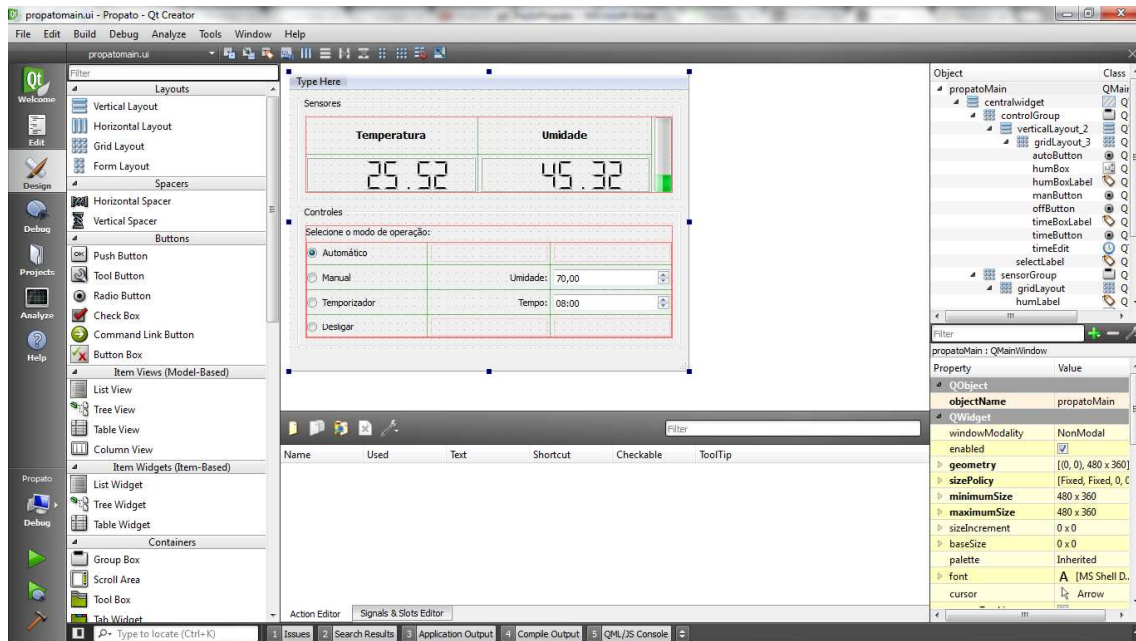 propatomain.ui - Propato - Qt Creator
File Edit Build Debug Analyze Tools Window Help
propatomain.ui
Qt
Welcome
Edit
Design
Debug
Projects
Analyze
Help
Propato
Debug
Filter
Layouts
Vertical Layout
Horizontal Layout
Grid Layout
Form Layout
Spacers
Horizontal Spacer
Vertical Spacer
Buttons
OK Push Button
Tool Button
Radio Button
Check Box
Command Link Button
Button Box
Item Views (Model-Based)
List View
Tree View
Table View
Column View
Item Widgets (Item-Based)
List Widget
Tree Widget
Table Widget
Containers
Group Box
Scroll Area
Tool Box
Tab Widget
Type Here
Sensores
Temperatura Umidade
25.52 45.32
Controles
Selecione o modo de operação:
Automático
Manual Umidade: 70,00
Temporizador Tempo: 08:00
Desligar
Filter
Name Used Text Shortcut Checkable ToolTip
Action Editor Signals & Slots Editor
Object Class
propatoMain QMair
centralwidget Q
controlGroup Q
verticalLayout_2 Q
gridLayout_3 Q
autoButton Q
humBox Q
humBoxLabel Q
manButton Q
offButton Q
timeBoxLabel Q
timeButton Q
timeEdit Q
selectLabel Q
sensorGroup Q
gridLayout Q
humLabel Q
Filter
propatoMain : QMainWindow
Property Value
QObject
objectName propatoMain
QWidget
windowModality NonModal
enabled
geometry [(0, 0), 480 x 360]
sizePolicy [Fixed, Fixed, 0, 0
minimumSize 480 x 360
maximumSize 480 x 360
sizeIncrement 0 x 0
baseSize 0 x 0
palette Inherited
font A [MS Shell D..
cursor Arrow
Type to locate (Ctrl+K)
1 Issues 2 Search Results 3 Application Output 4 Compile Output 5 QML/JS Console